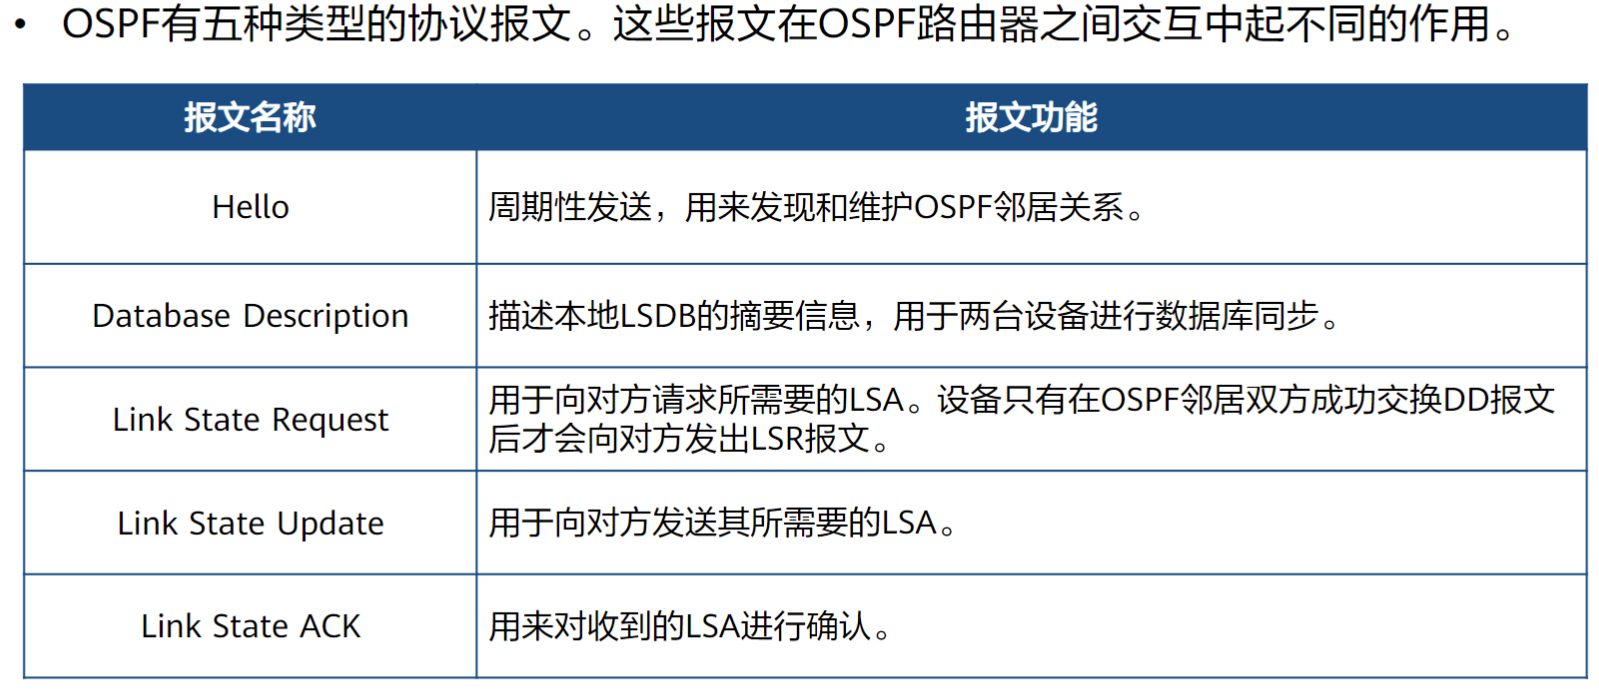 • OSPF有五种类型的协议报文。这些报文在OSPF路由器之间交互中起不同的作用。
报文名称 报文功能
Hello 周期性发送，用来发现和维护OSPF邻居关系。
Database Description 描述本地LSDB的摘要信息，用于两台设备进行数据库同步。
Link State Request 用于向对方请求所需要的LSA。设备只有在OSPF邻居双方成功交换DD报文
后才会向对方发出LSR报文。
Link State Update 用于向对方发送其所需要的LSA。
Link State ACK 用来对收到的LSA进行确认。